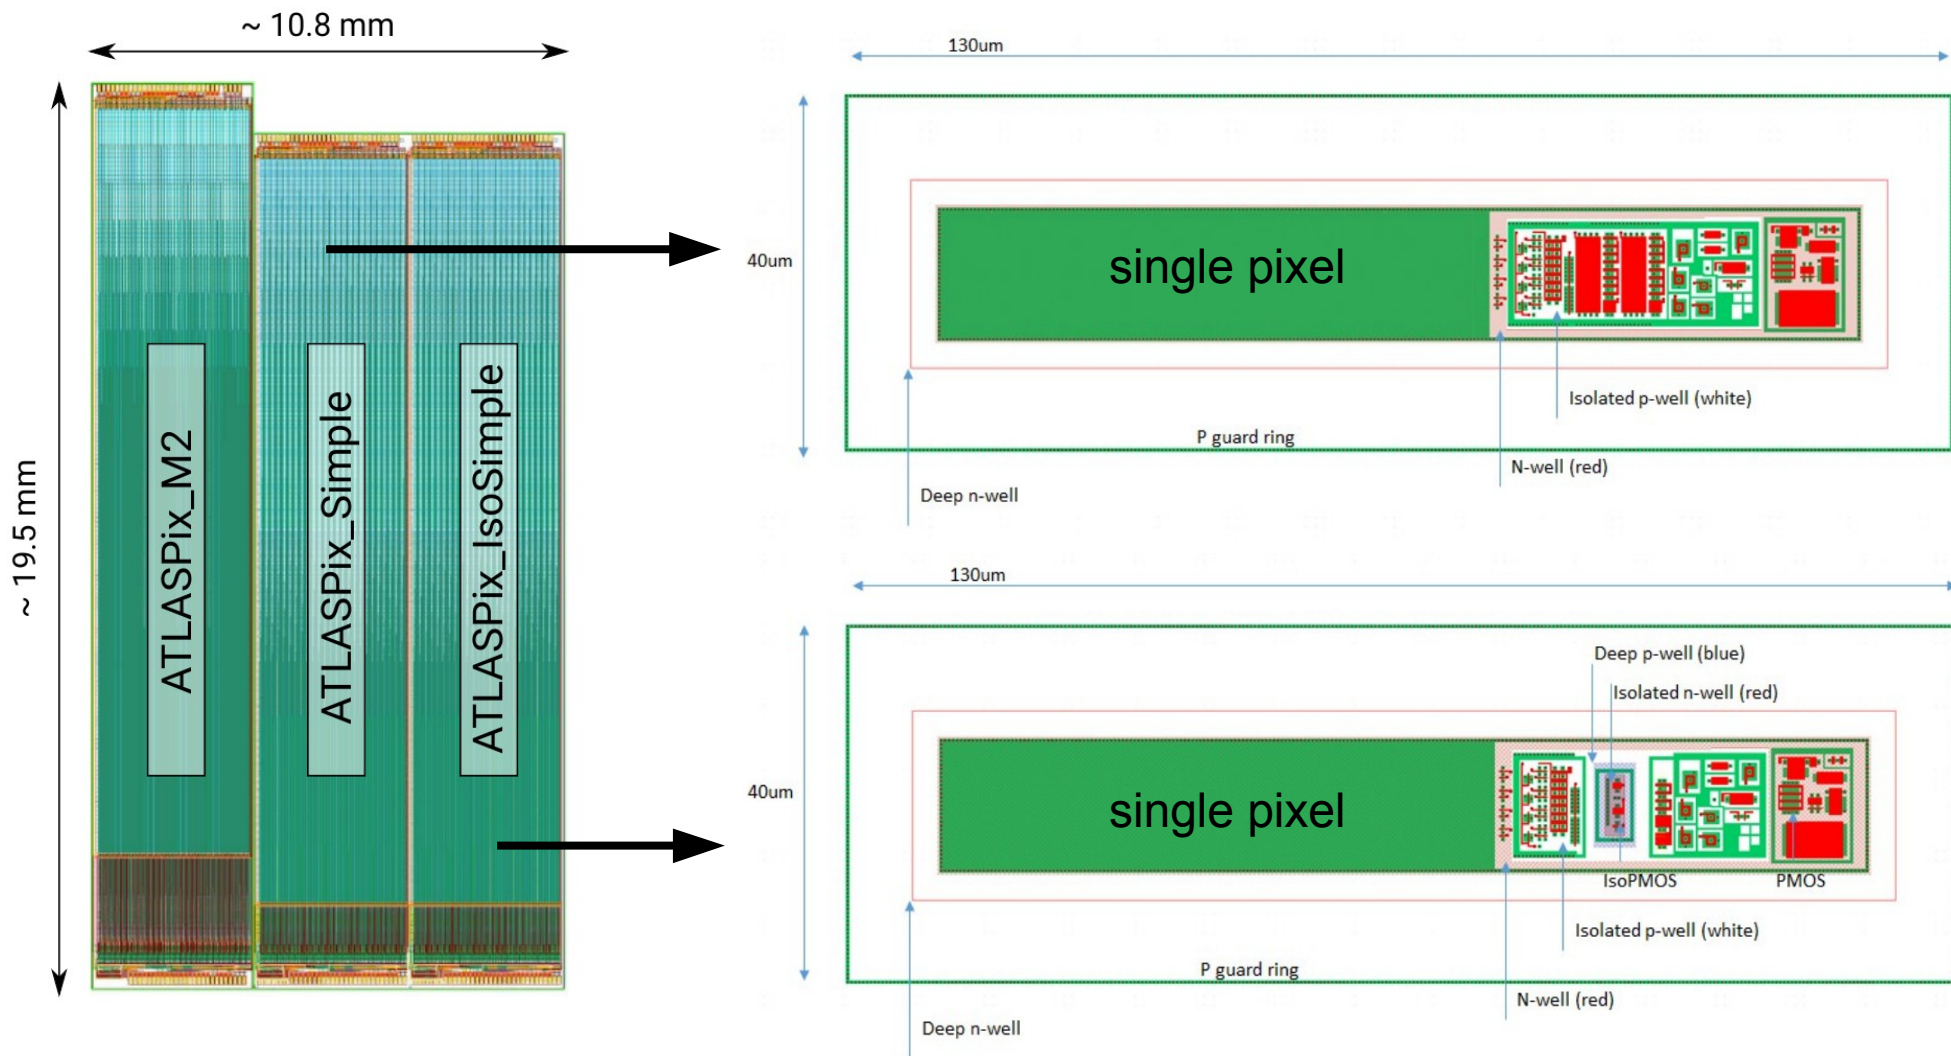 ~ 10.8 mm
~ 19.5 mm
ATLASPix_M2
ATLASPix_Simple
ATLASPix_IsoSimple
130um
40um
single pixel
Isolated p-well (white)
P guard ring
N-well (red)
Deep n-well
130um
40um
Deep p-well (blue)
Isolated n-well (red)
single pixel
IsoPMOS
PMOS
Isolated p-well (white)
P guard ring
N-well (red)
Deep n-well